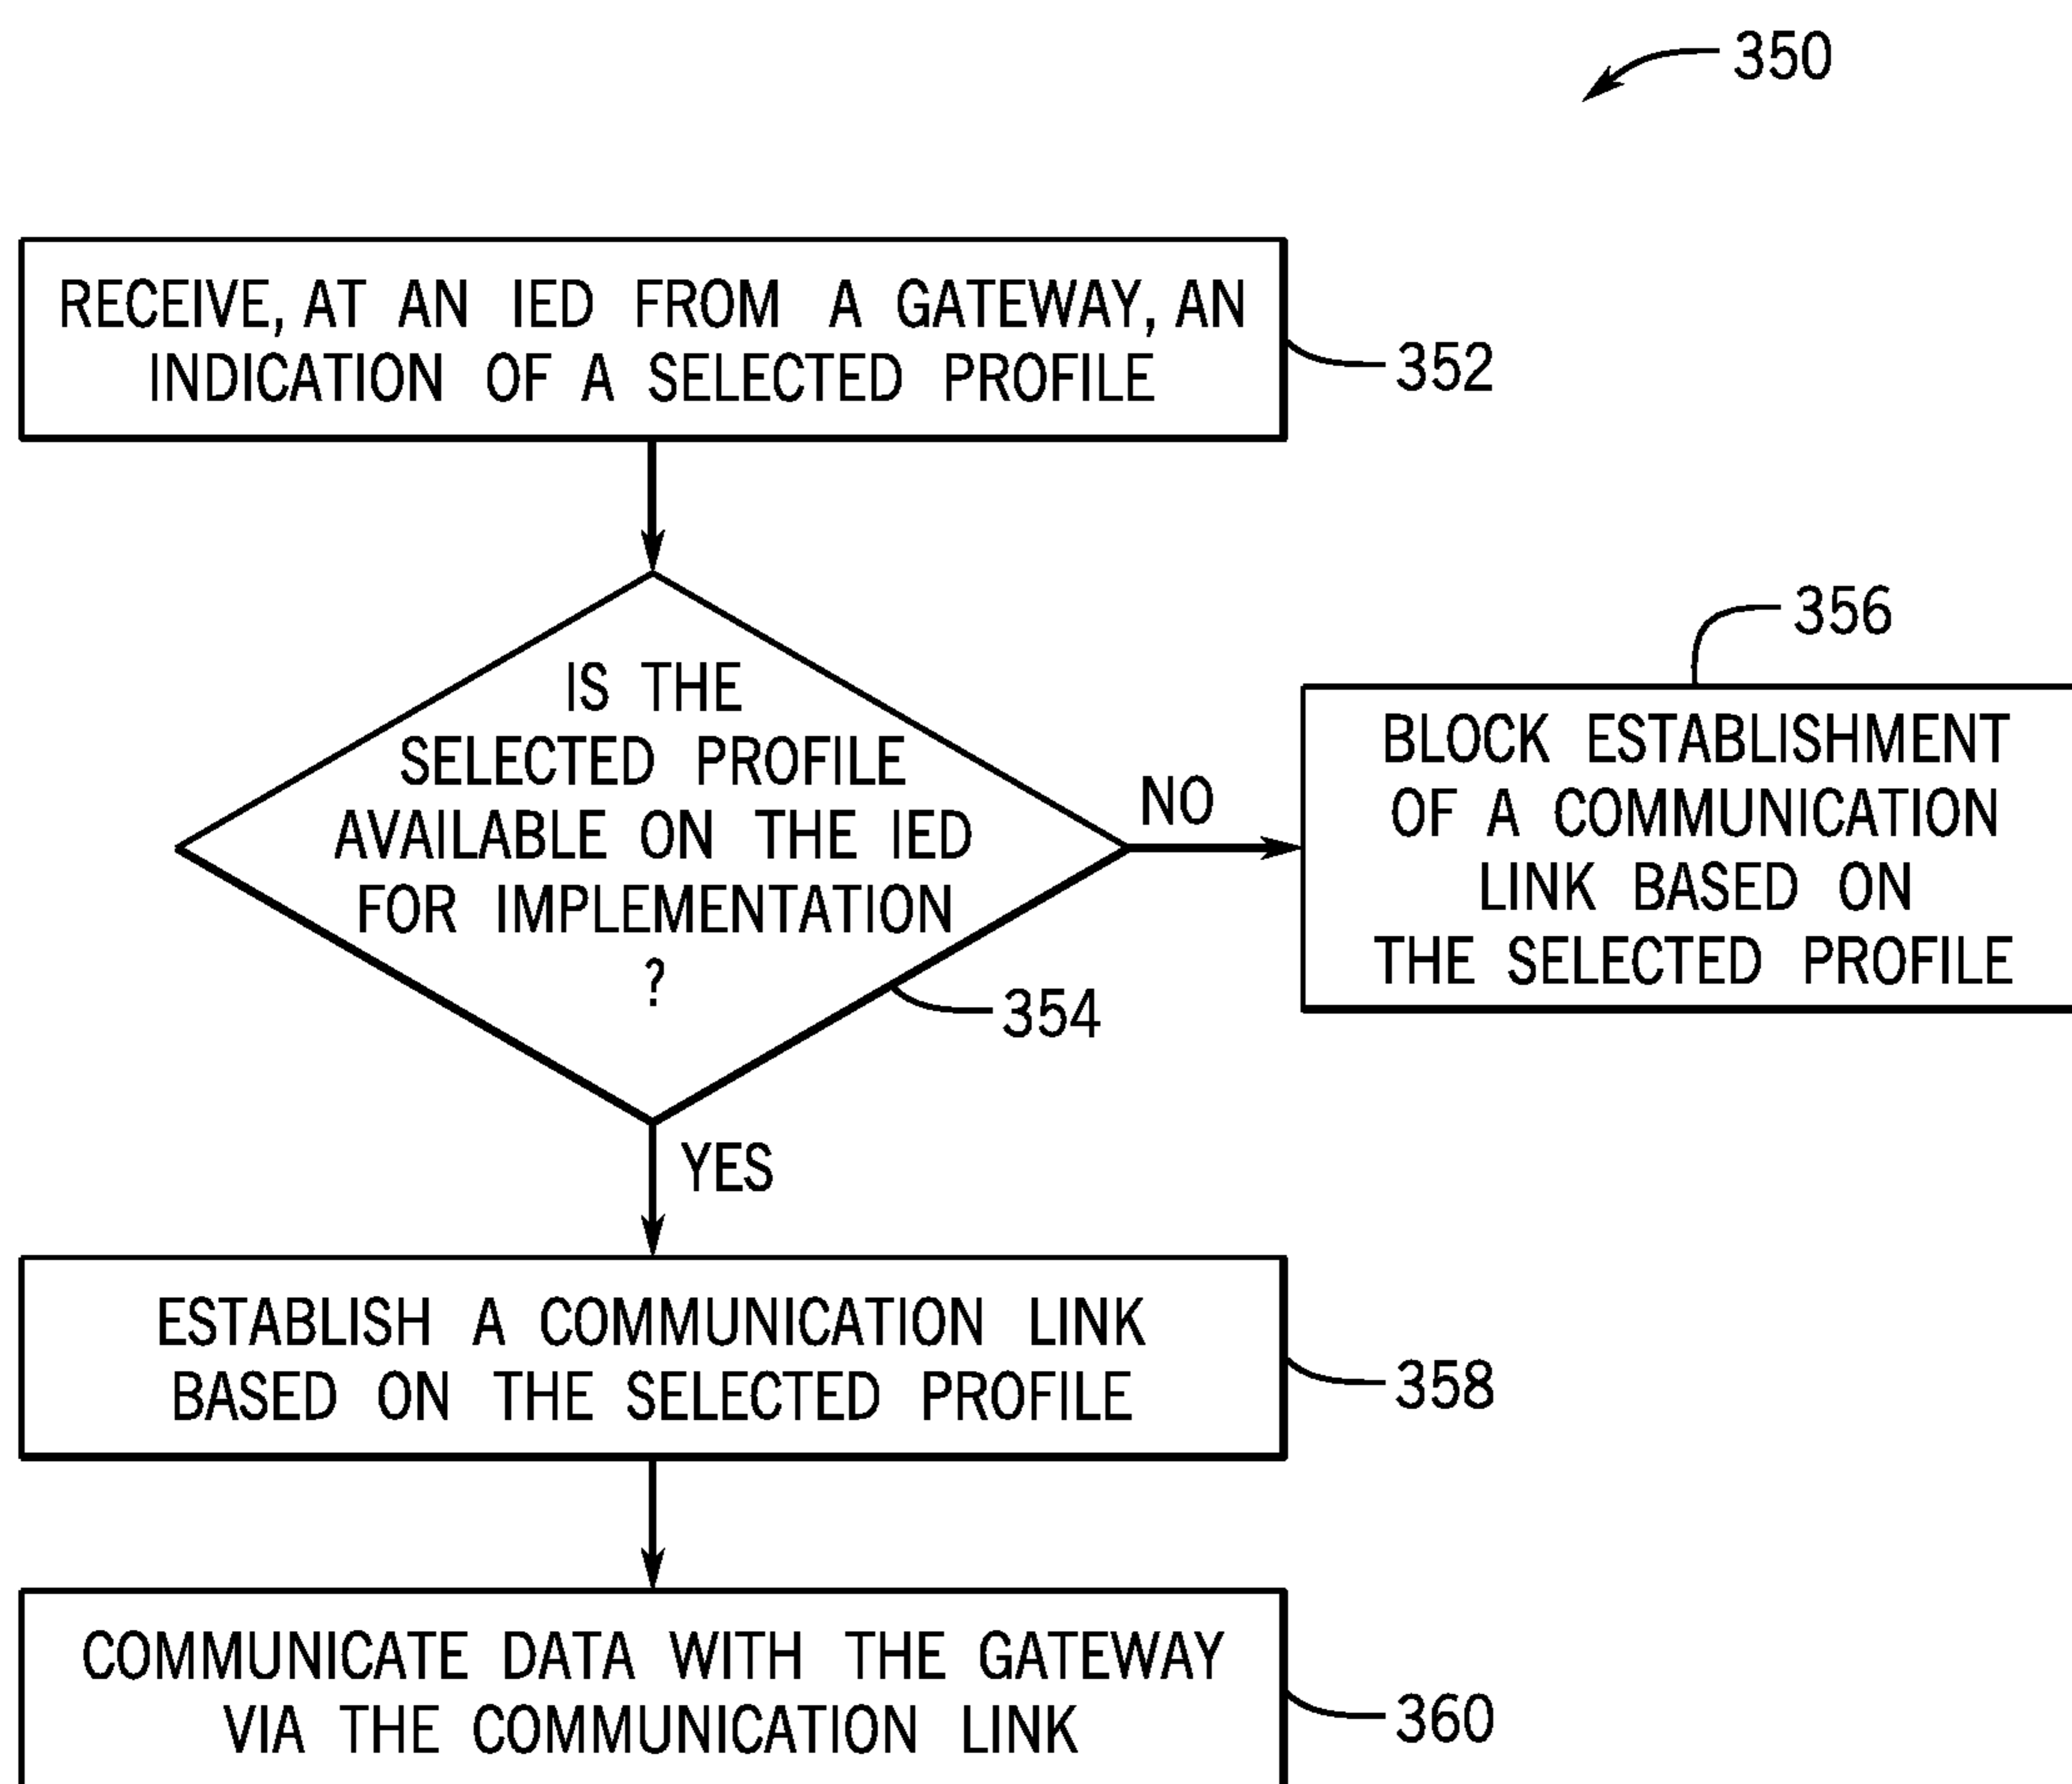 350
RECEIVE, AT AN IED FROM A GATEWAY, AN
INDICATION OF A SELECTED PROFILE
352
IS THE
SELECTED PROFILE
AVAILABLE ON THE IED
FOR IMPLEMENTATION
?
354
NO
356
BLOCK ESTABLISHMENT
OF A COMMUNICATION
LINK BASED ON
THE SELECTED PROFILE
YES
ESTABLISH A COMMUNICATION LINK
BASED ON THE SELECTED PROFILE
358
COMMUNICATE DATA WITH THE GATEWAY
VIA THE COMMUNICATION LINK
360